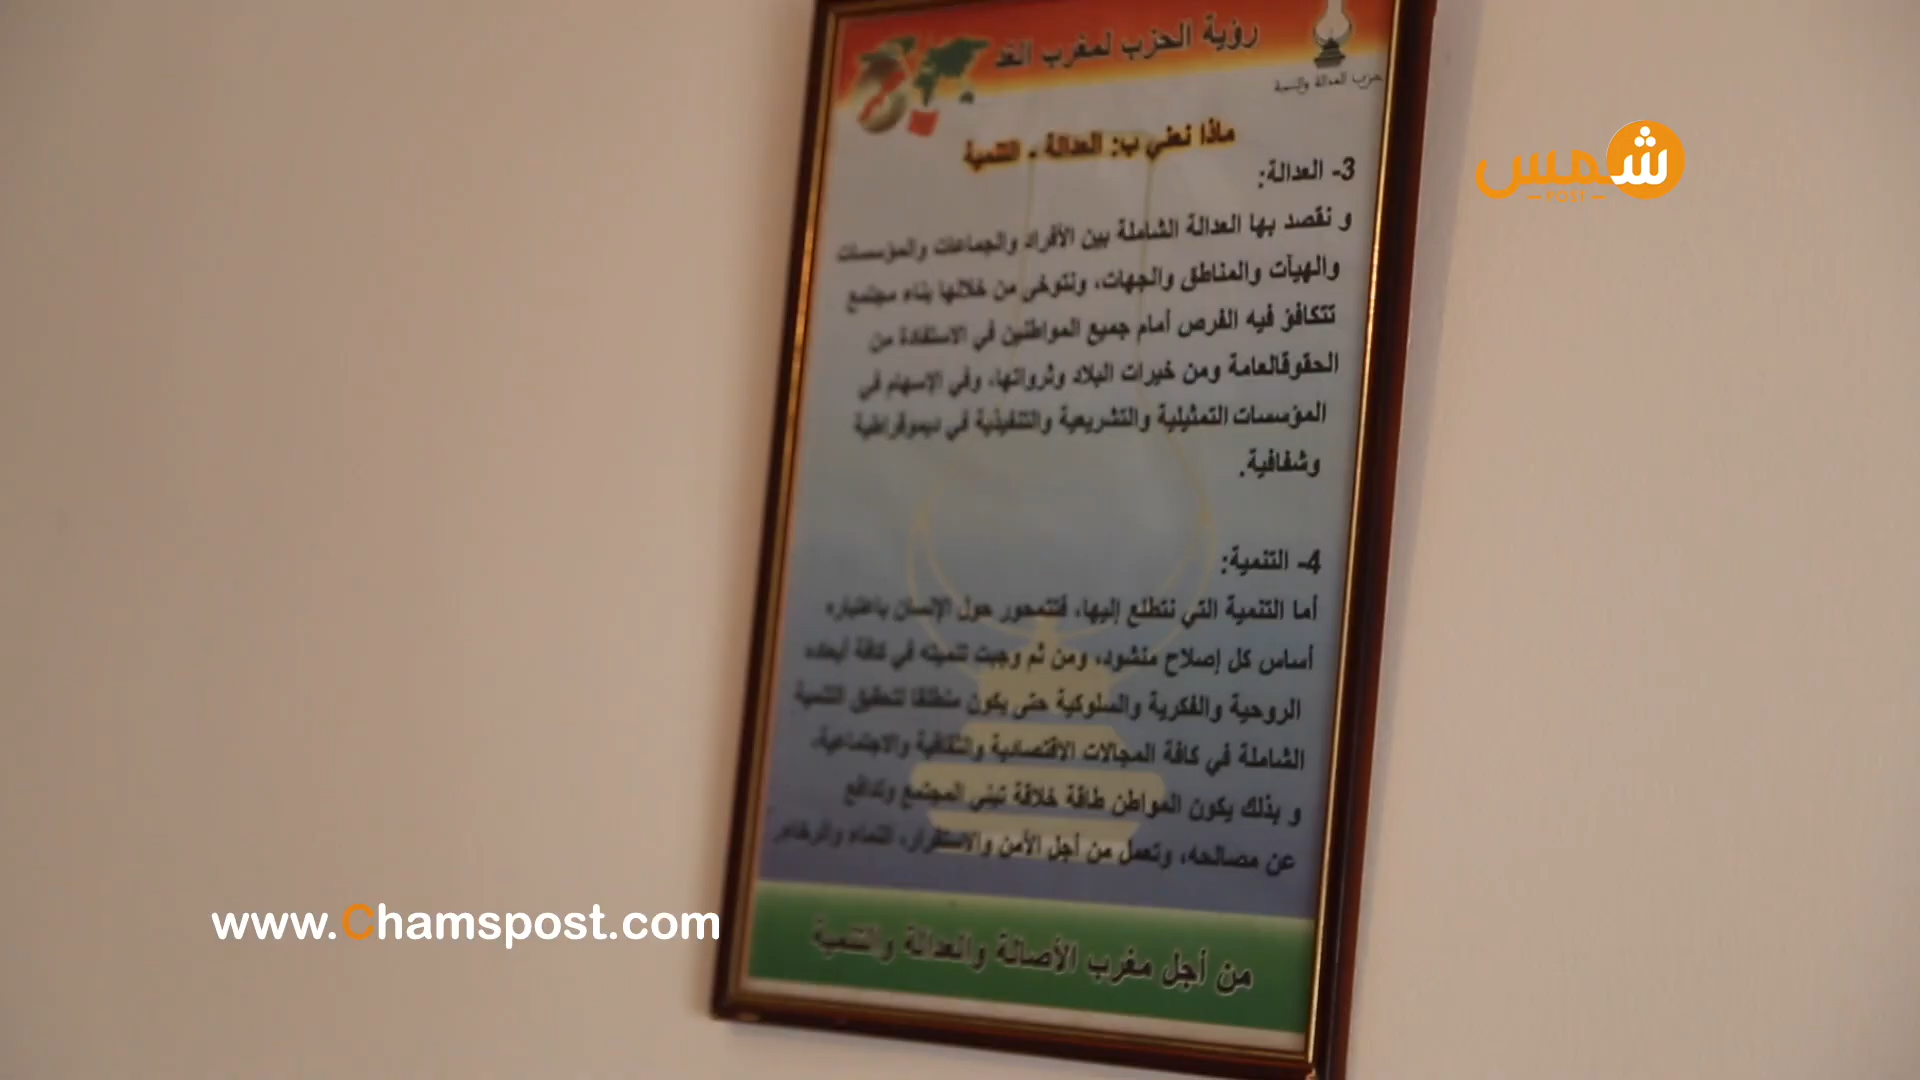 رؤية الحزب لمغرب الغد
حزب العدالة والتنمية
ماذا نعني ب: العدالة - التنمية
3- العدالة:
و نقصد بها العدالة الشاملة بين الأفراد والجماعات والمؤسسات
والهيآت والمناطق والجهات، ونتوخى من خلالها بناء مجتمع
تتكافؤ فيه الفرص أمام جميع المواطنين في الاستفادة من
الحقوقالعامة ومن خيرات البلاد وثرواتها، وفي الإسهام في
المؤسسات التمثيلية والتشريعية والتنفيذية في ديموقراطية
وشفافية.
4- التنمية:
أما التنمية التي نتطلع إليها، فتتمحور حول الإنسان باعتباره
أساس كل إصلاح منشود، ومن ثم وجبت تنميته في كافة أبعاده
الروحية والفكرية والسلوكية حتى يكون منطلقا لتحقيق التنمية
الشاملة في كافة المجالات الاقتصادية والثقافية والاجتماعية،
و بذلك يكون المواطن طاقة خلاقة تبني المجتمع وتدافع
عن مصالحه، وتعمل من أجل الأمن والاستقرار، النماء والرخاء
من أجل مغرب الأصالة والعدالة والتنمية
شمس
POST
www.Chamspost.com